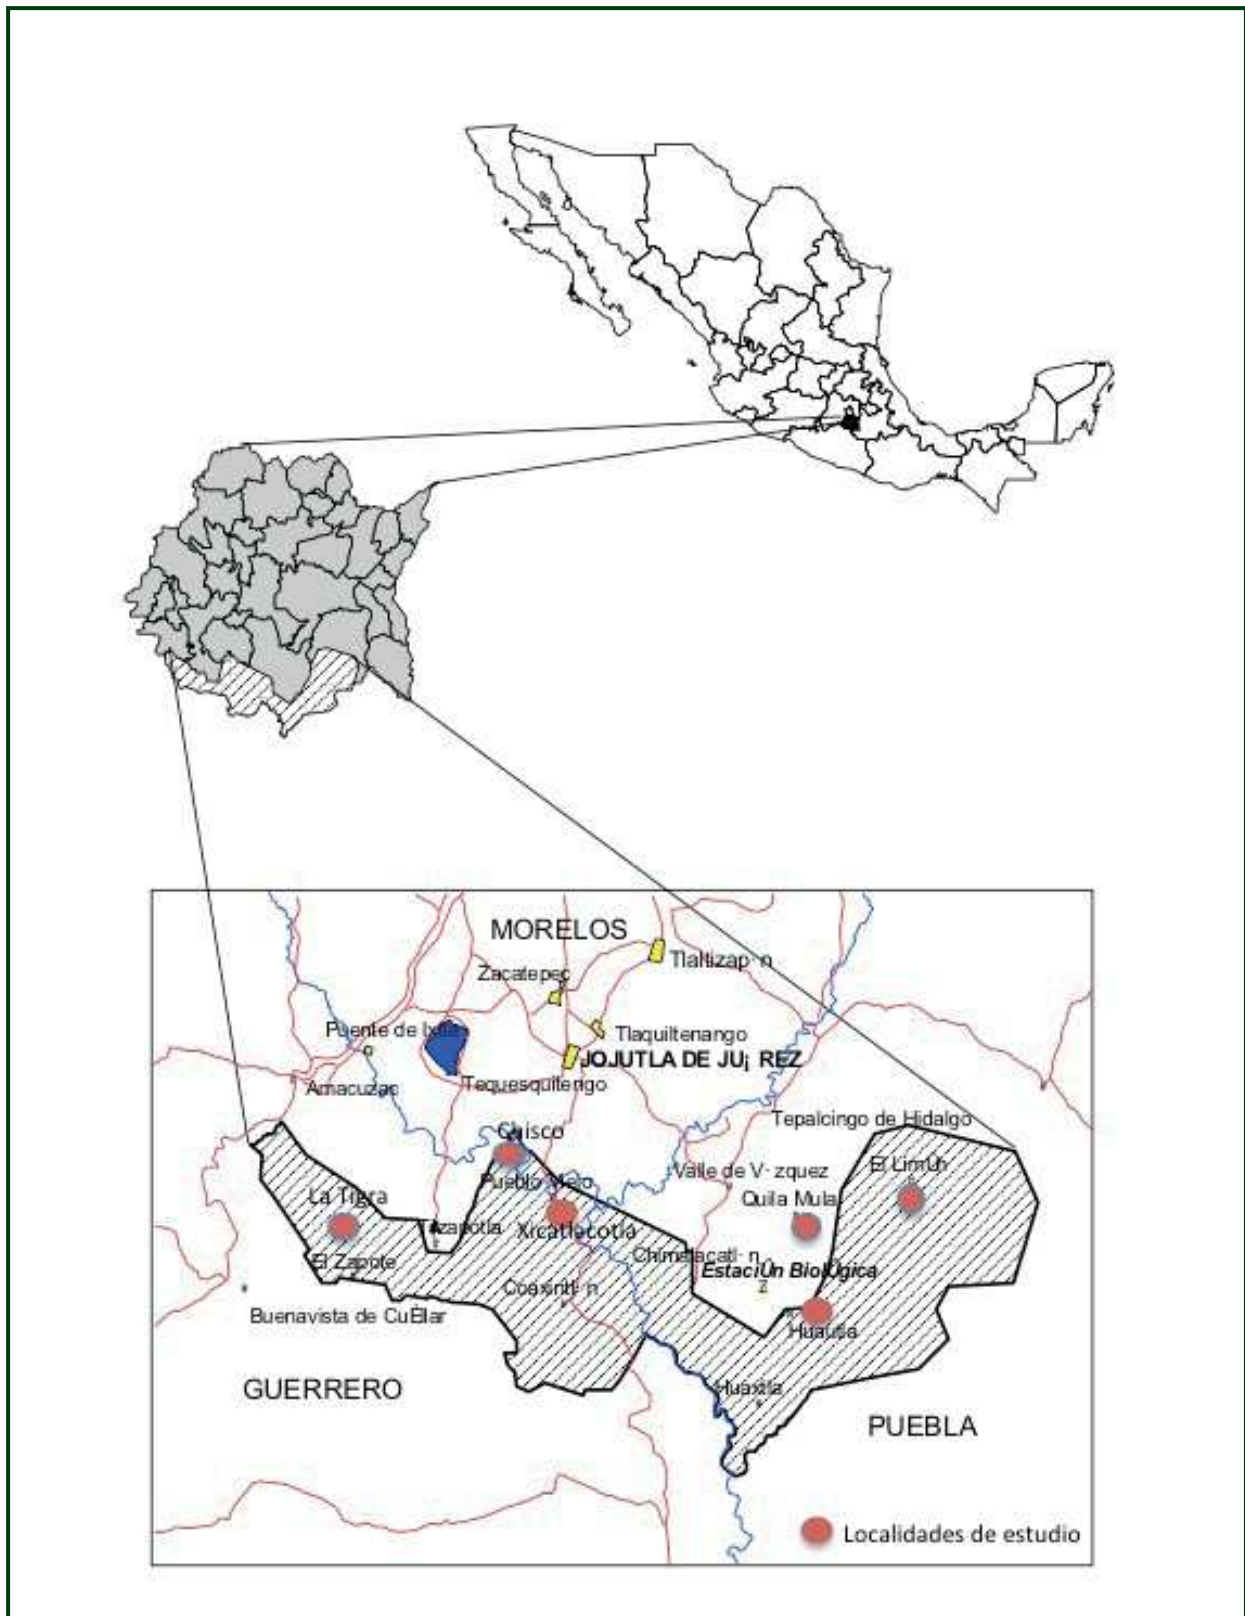 MORELOS
Tlaltizap·n
Zacatepec
Puente de Ixtla
Tlaquiltenango
JOJUTLA DE JU¡ REZ
Amacuzac
Tequesquitengo
Tepalcingo de Hidalgo
Chisco
El LimÛn
Valle de V· zquez
Pueblo Viejo
La Tigra
Quila Mula
Tzapotla
Xicatlacotla
Chimalacatl· n
El Zapote
EstaciÛn BiolÛgica
Coaxintl· n
Buenavista de CuÈllar
Huautla
GUERRERO
Huaxtla
PUEBLA
Localidades de estudio